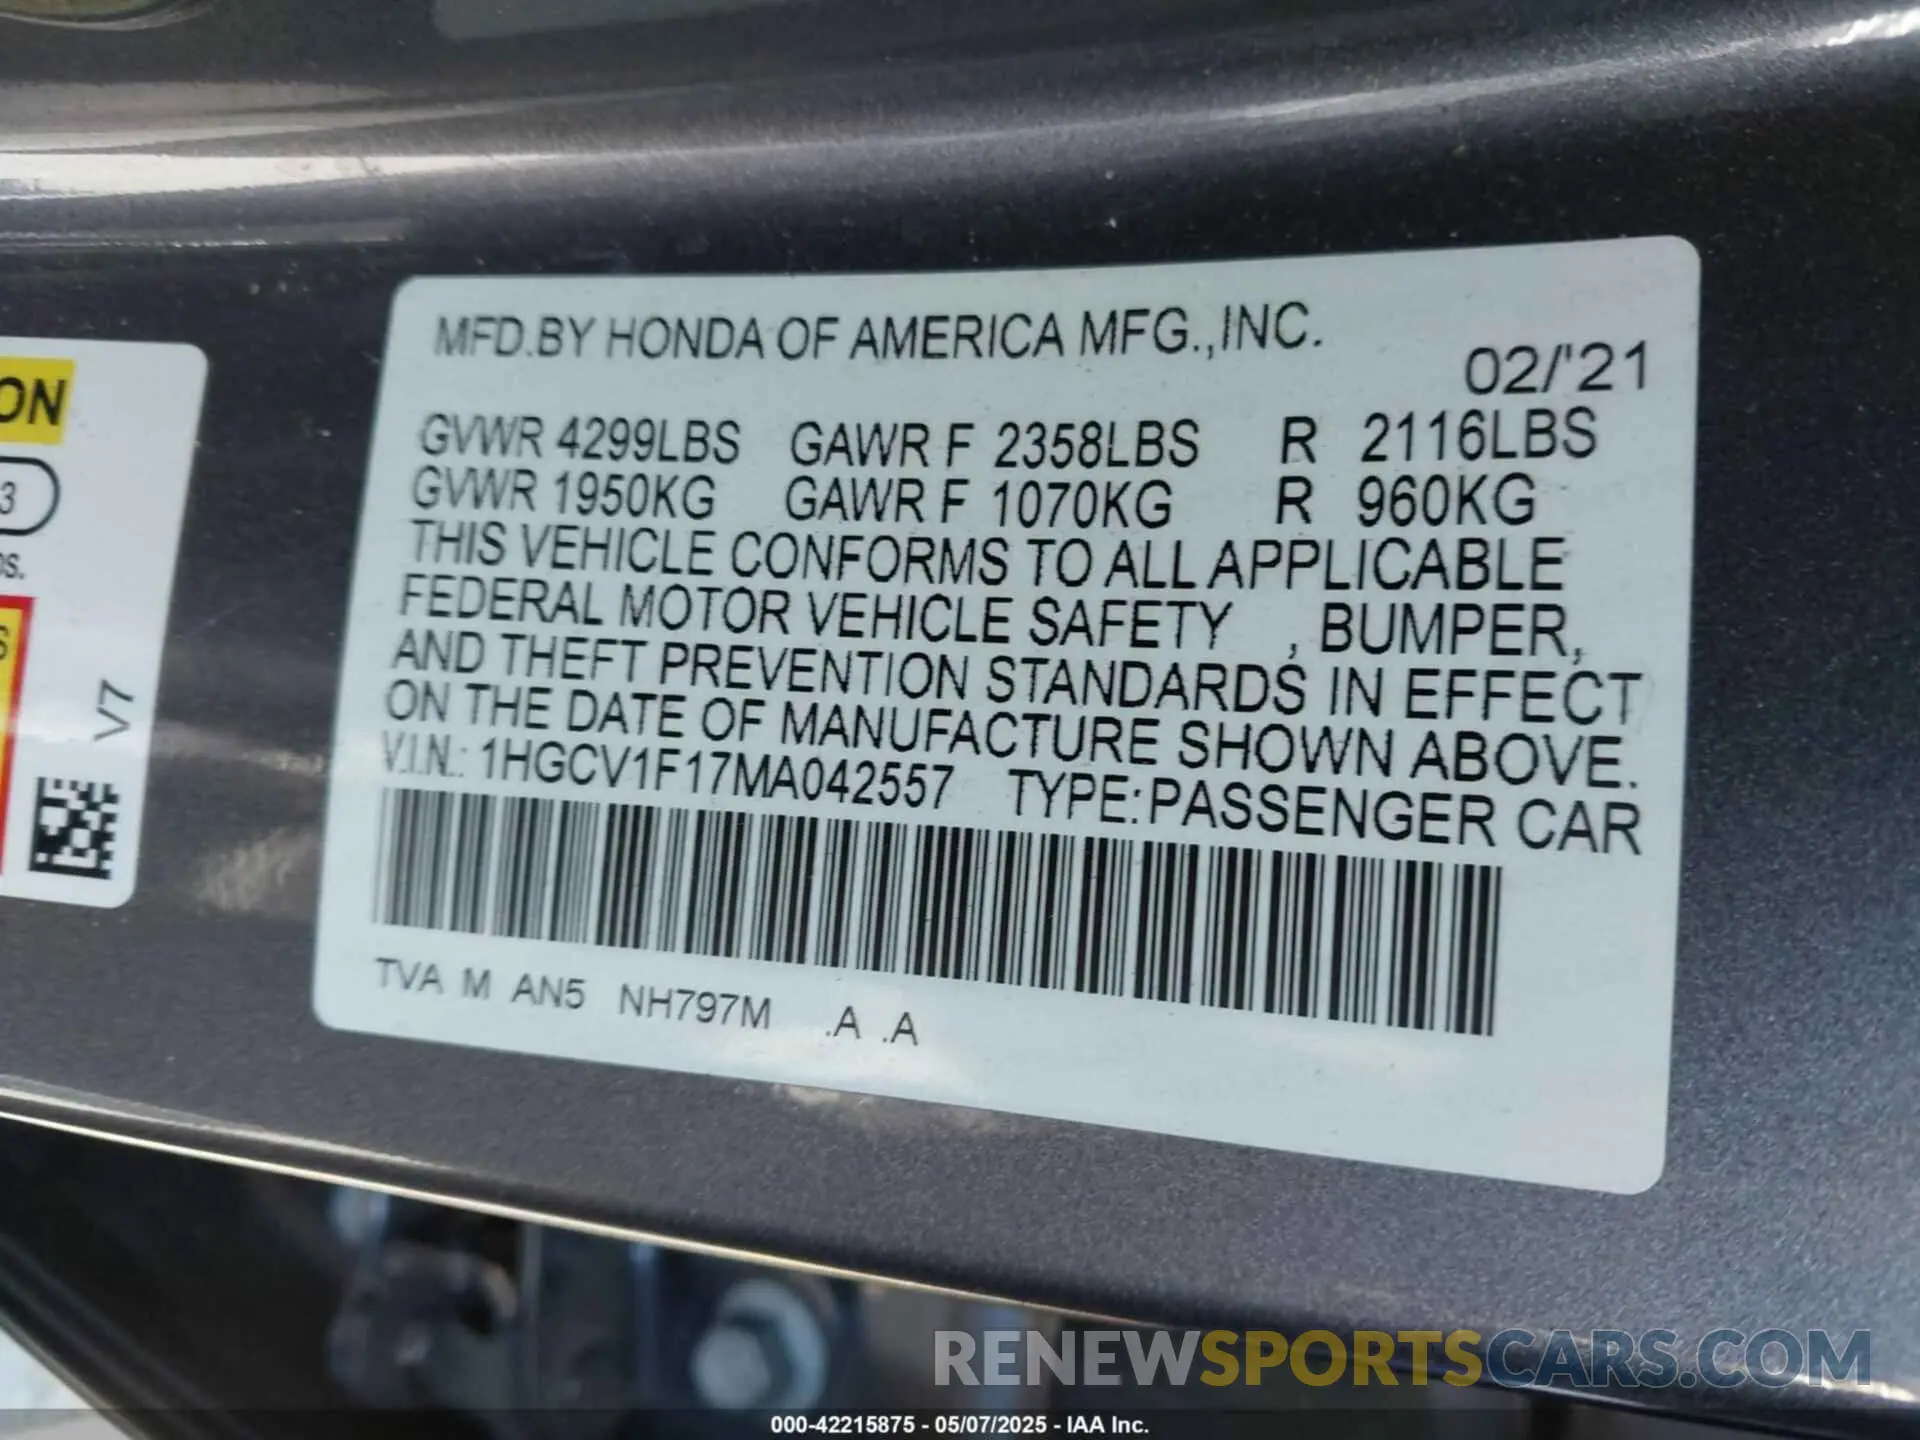 MFD.BY HONDA OF AMERICA MFG.,INC.
02/'21
GVWR 4299LBS GAWR F 2358LBS R 2116LBS
GVWR 1950KG GAWR F 1070KG R 960KG
THIS VEHICLE CONFORMS TO ALL APPLICABLE
FEDERAL MOTOR VEHICLE SAFETY , BUMPER,
AND THEFT PREVENTION STANDARDS IN EFFECT
ON THE DATE OF MANUFACTURE SHOWN ABOVE.
V.I.N.: 1HGCV1F17MA042557 TYPE:PASSENGER CAR
TVA M AN5 NH797M .A .A
ON
3
os.
S
V7
RENEWSPORTSCARS.COM
000-42215875 - 05/07/2025 - IAA Inc.